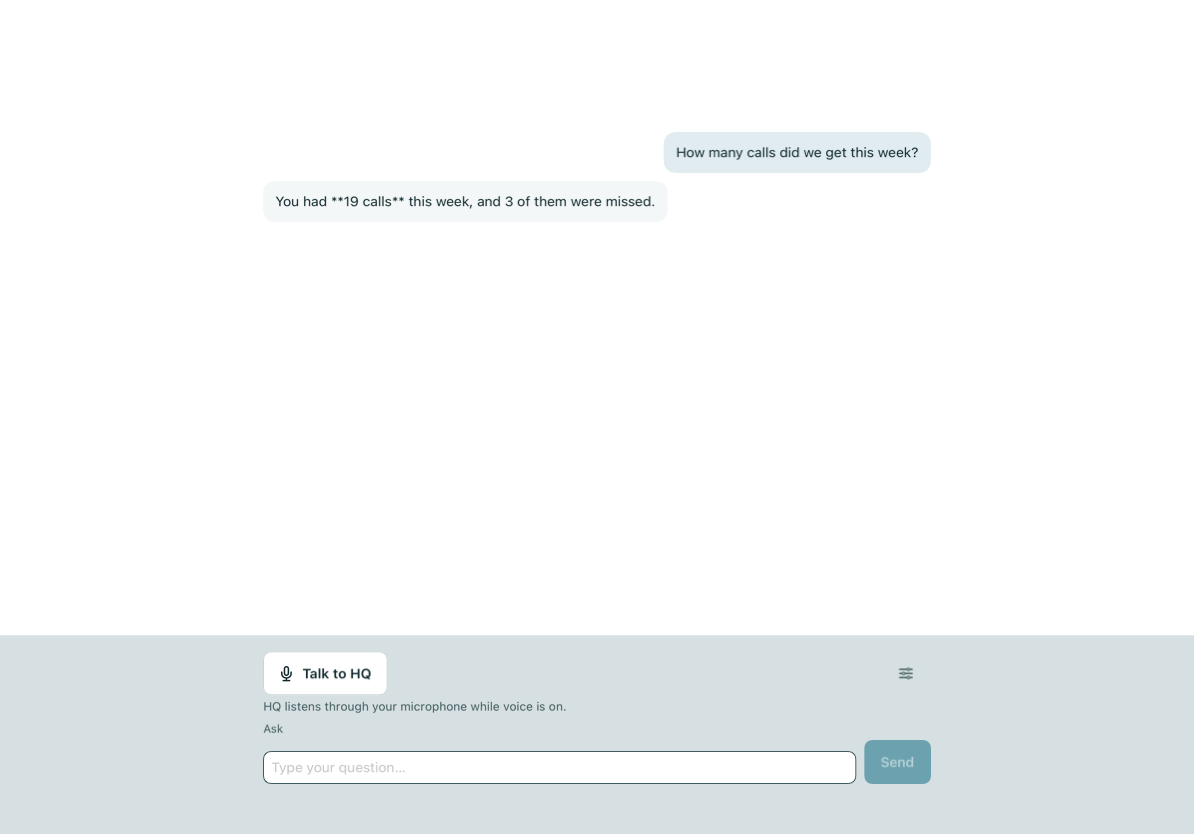 How many calls did we get this week?
You had **19 calls** this week, and 3 of them were missed.
Talk to HQ
HQ listens through your microphone while voice is on.
Ask
Type your question...
Send